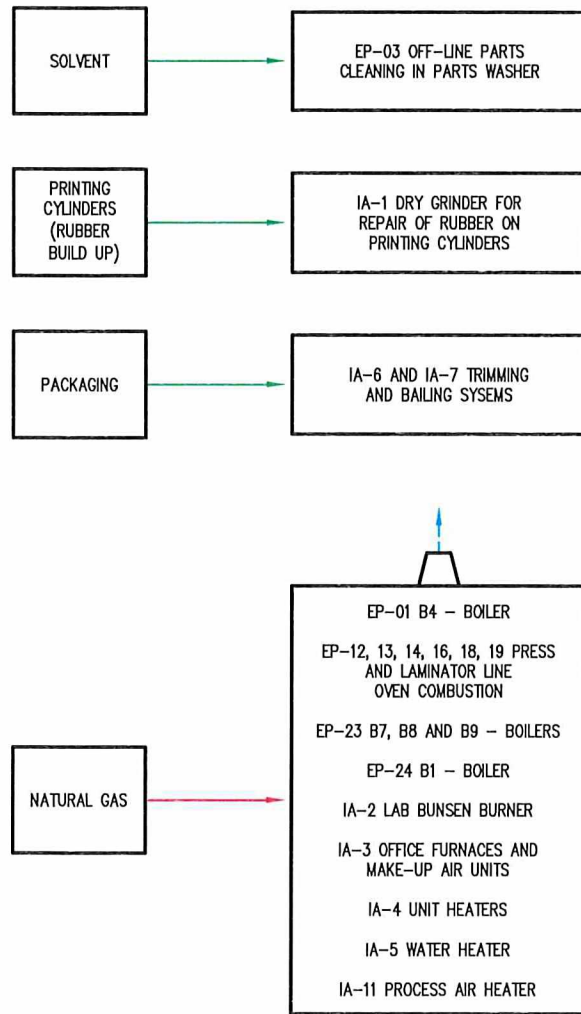 SOLVENT
EP-03 OFF-LINE PARTS
CLEANING IN PARTS WASHER
PRINTING
CYLINDERS
(RUBBER
BUILD UP)
IA-1 DRY GRINDER FOR
REPAIR OF RUBBER ON
PRINTING CYLINDERS
PACKAGING
IA-6 AND IA-7 TRIMMING
AND BAILING SYSEMS
NATURAL GAS
EP-01 B4 - BOILER
EP-12, 13, 14, 16, 18, 19 PRESS
AND LAMINATOR LINE
OVEN COMBUSTION
EP-23 B7, B8 AND B9 - BOILERS
EP-24 B1 - BOILER
IA-2 LAB BUNSEN BURNER
IA-3 OFFICE FURNACES AND
MAKE-UP AIR UNITS
IA-4 UNIT HEATERS
IA-5 WATER HEATER
IA-11 PROCESS AIR HEATER